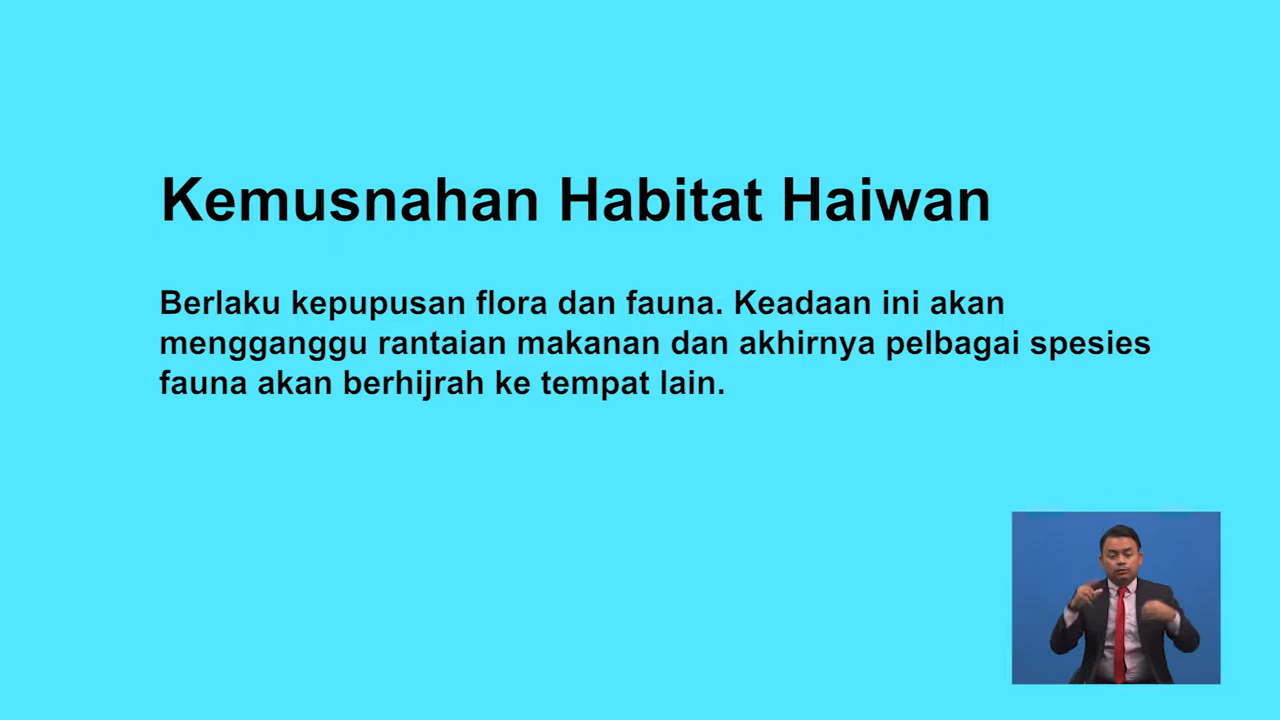 Kemusnahan Habitat Haiwan
Berlaku kepupusan flora dan fauna. Keadaan ini akan
mengganggu rantaian makanan dan akhirnya pelbagai spesies
fauna akan berhijrah ke tempat lain.